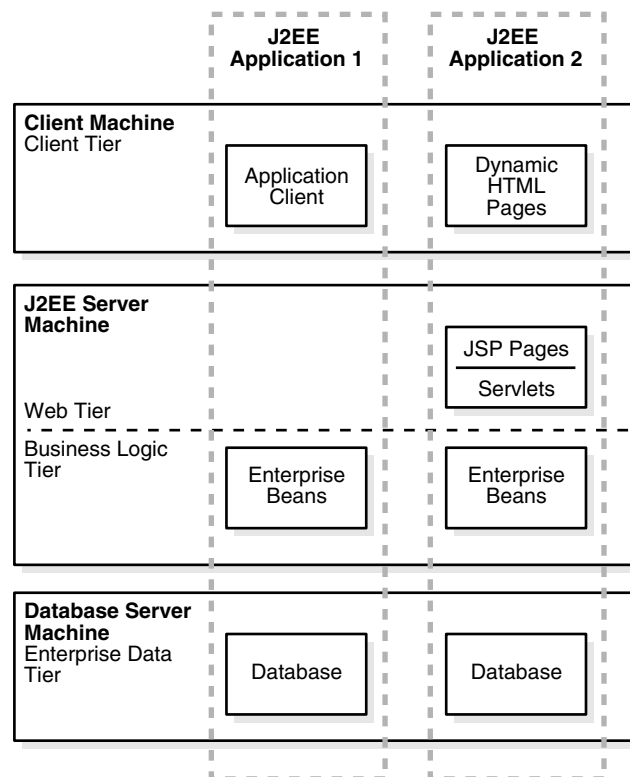 J2EE
Application 1
J2EE
Application 2
Client Machine
Client Tier
Application
Client
Dynamic
HTML
Pages
J2EE Server
Machine
JSP Pages
Servlets
Web Tier
Business Logic
Tier
Enterprise
Beans
Enterprise
Beans
Database Server
Machine
Enterprise Data
Tier
Database
Database